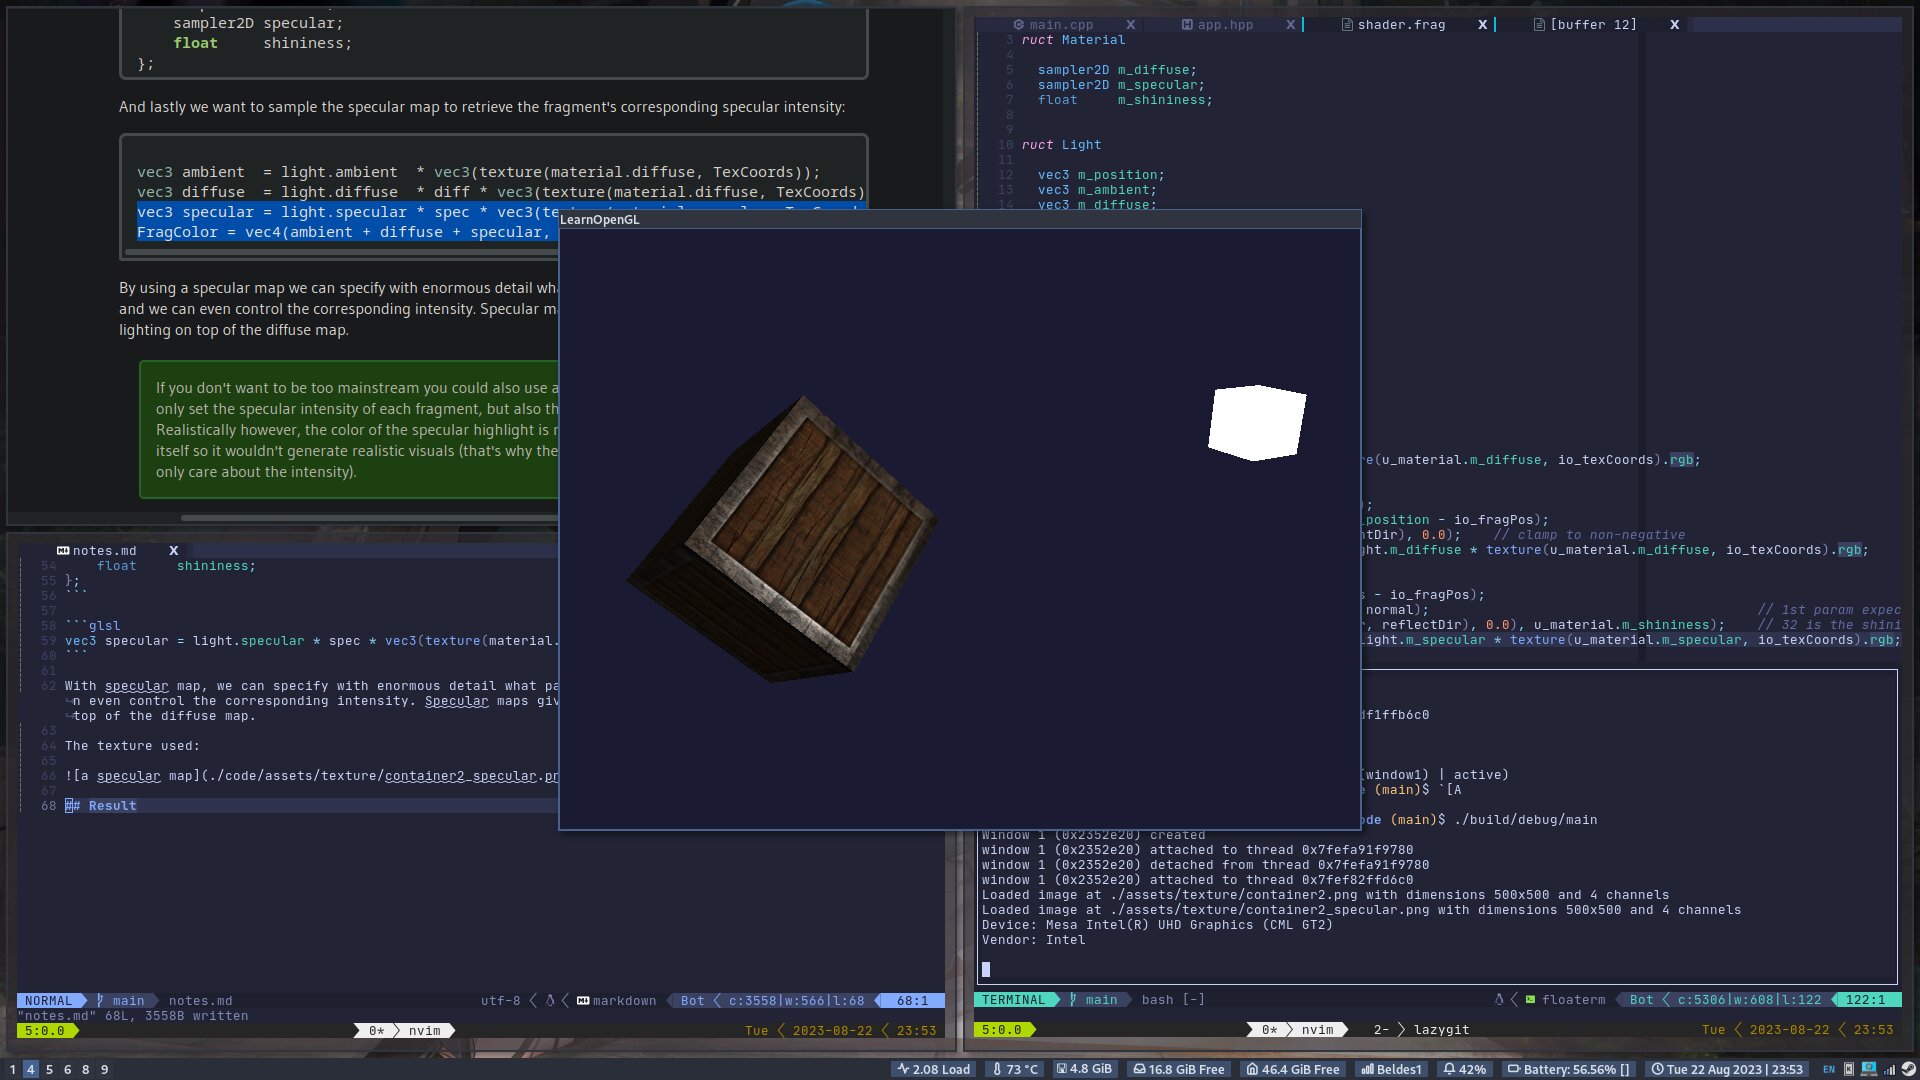 sampler2D specular;
float     shininess;
};
And lastly we want to sample the specular map to retrieve the fragment's corresponding specular intensity:
vec3 ambient  = light.ambient  * vec3(texture(material.diffuse, TexCoords));
vec3 diffuse  = light.diffuse  * diff * vec3(texture(material.diffuse, TexCoords)
vec3 specular = light.specular * spec * vec3(te
FragColor = vec4(ambient + diffuse + specular,
By using a specular map we can specify with enormous detail wha
and we can even control the corresponding intensity. Specular ma
lighting on top of the diffuse map.
If you don't want to be too mainstream you could also use a
only set the specular intensity of each fragment, but also th
Realistically however, the color of the specular highlight is
itself so it wouldn't generate realistic visuals (that's why the
only care about the intensity).
main.cpp X app.hpp X shader.frag X [buffer 12] X
3 ruct Material
4
5 sampler2D m_diffuse;
6 sampler2D m_specular;
7 float     m_shininess;
8
9
10 ruct Light
11
12 vec3 m_position;
13 vec3 m_ambient;
14 vec3 m_diffuse;
LearnOpenGL
re(u_material.m_diffuse, io_texCoords).rgb;
);
_position - io_fragPos);
ntDir), 0.0);    // clamp to non-negative
ght.m_diffuse * texture(u_material.m_diffuse, io_texCoords).rgb;
s - io_fragPos);
normal); // 1st param expec
r, reflectDir), 0.0), u_material.m_shininess);    // 32 is the shini
ight.m_specular * texture(u_material.m_specular, io_texCoords).rgb;
notes.md X
54 float     shininess;
55 };
56 ```
57
58 ```glsl
59 vec3 specular = light.specular * spec * vec3(texture(material.
60 ```
61
62 With specular map, we can specify with enormous detail what pa
n even control the corresponding intensity. Specular maps giv
top of the diffuse map.
63
64 The texture used:
65
66 ![a specular map](./code/assets/texture/container2_specular.pn
67
68 ## Result
NORMAL main notes.md utf-8 markdown Bot c:3558|w:566|l:68 68:1
"notes.md" 68L, 3558B written
5:0.0 0* nvim Tue 2023-08-22 23:53
df1ffb6c0
(window1) | active)
e (main)$ `[A
ode (main)$ ./build/debug/main
Window 1 (0x2352e20) created
window 1 (0x2352e20) attached to thread 0x7fefa91f9780
window 1 (0x2352e20) detached from thread 0x7fefa91f9780
window 1 (0x2352e20) attached to thread 0x7fef82ffd6c0
Loaded image at ./assets/texture/container2.png with dimensions 500x500 and 4 channels
Loaded image at ./assets/texture/container2_specular.png with dimensions 500x500 and 4 channels
Device: Mesa Intel(R) UHD Graphics (CML GT2)
Vendor: Intel
TERMINAL main bash [-] floaterm Bot c:5306|w:608|l:122 122:1
5:0.0 0* nvim 2- lazygit Tue 2023-08-22 23:53
1 4 5 6 8 9 2.08 Load 73 °C 4.8 GiB 16.8 GiB Free 46.4 GiB Free Beldes1 42% Battery: 56.56% [] Tue 22 Aug 2023 | 23:53 EN